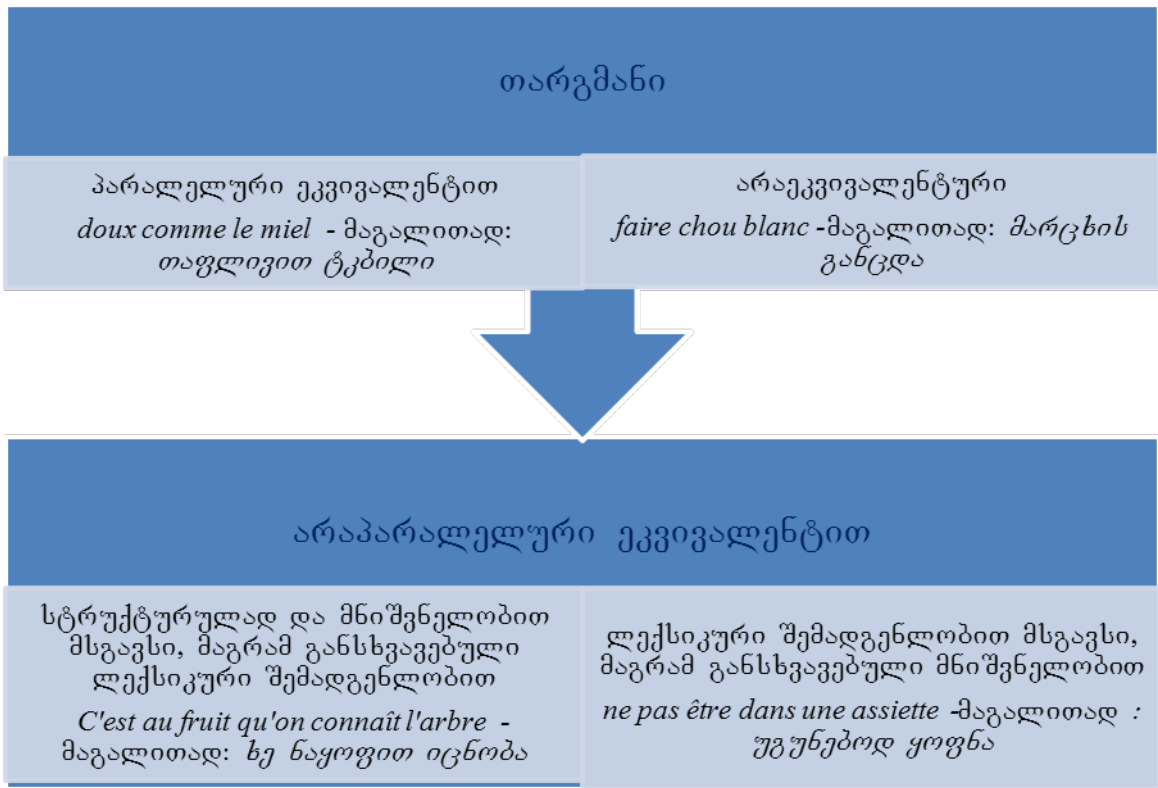 თარგმანი
პარალელური ეკვივალენტით
doux comme le miel - მაგალითად:
თაფლივით ტკბილი
არაეკვივალენტური
faire chou blanc -მაგალითად: მარცხის
განცდა
არაპარალელური ეკვივალენტით
სტრუქტურულად და მნიშვნელობით
მსგავსი, მაგრამ განსხვავებული
ლექსიკური შემადგენლობით
C'est au fruit qu'on connaît l'arbre -
მაგალითად: ხე ნაყოფით იცნობა
ლექსიკური შემადგენლობით მსგავსი,
მაგრამ განსხვავებული მნიშვნელობით
ne pas être dans une assiette -მაგალითად :
უგუნებოდ ყოფნა